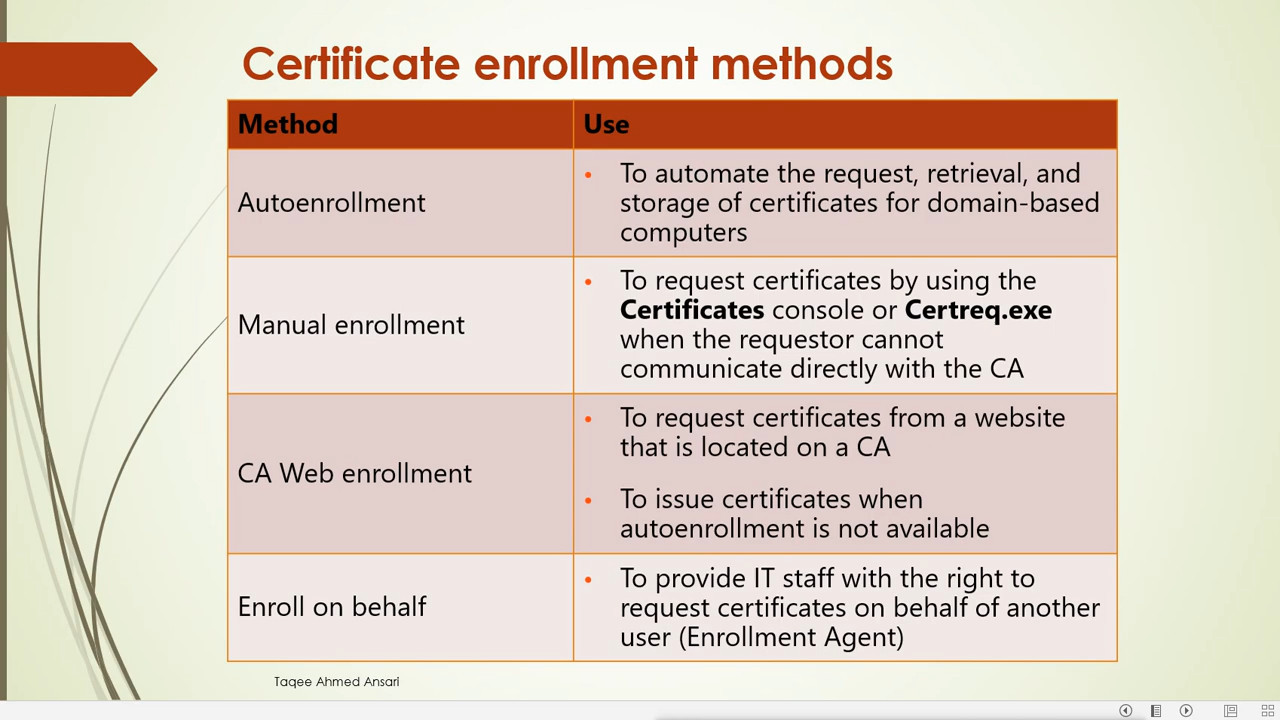 Certificate enrollment methods
Method
Use
Autoenrollment
• To automate the request, retrieval, and
storage of certificates for domain-based
computers
Manual enrollment
• To request certificates by using the
Certificates console or Certreq.exe
when the requestor cannot
communicate directly with the CA
CA Web enrollment
• To request certificates from a website
that is located on a CA
• To issue certificates when
autoenrollment is not available
Enroll on behalf
• To provide IT staff with the right to
request certificates on behalf of another
user (Enrollment Agent)
Taqee Ahmed Ansari